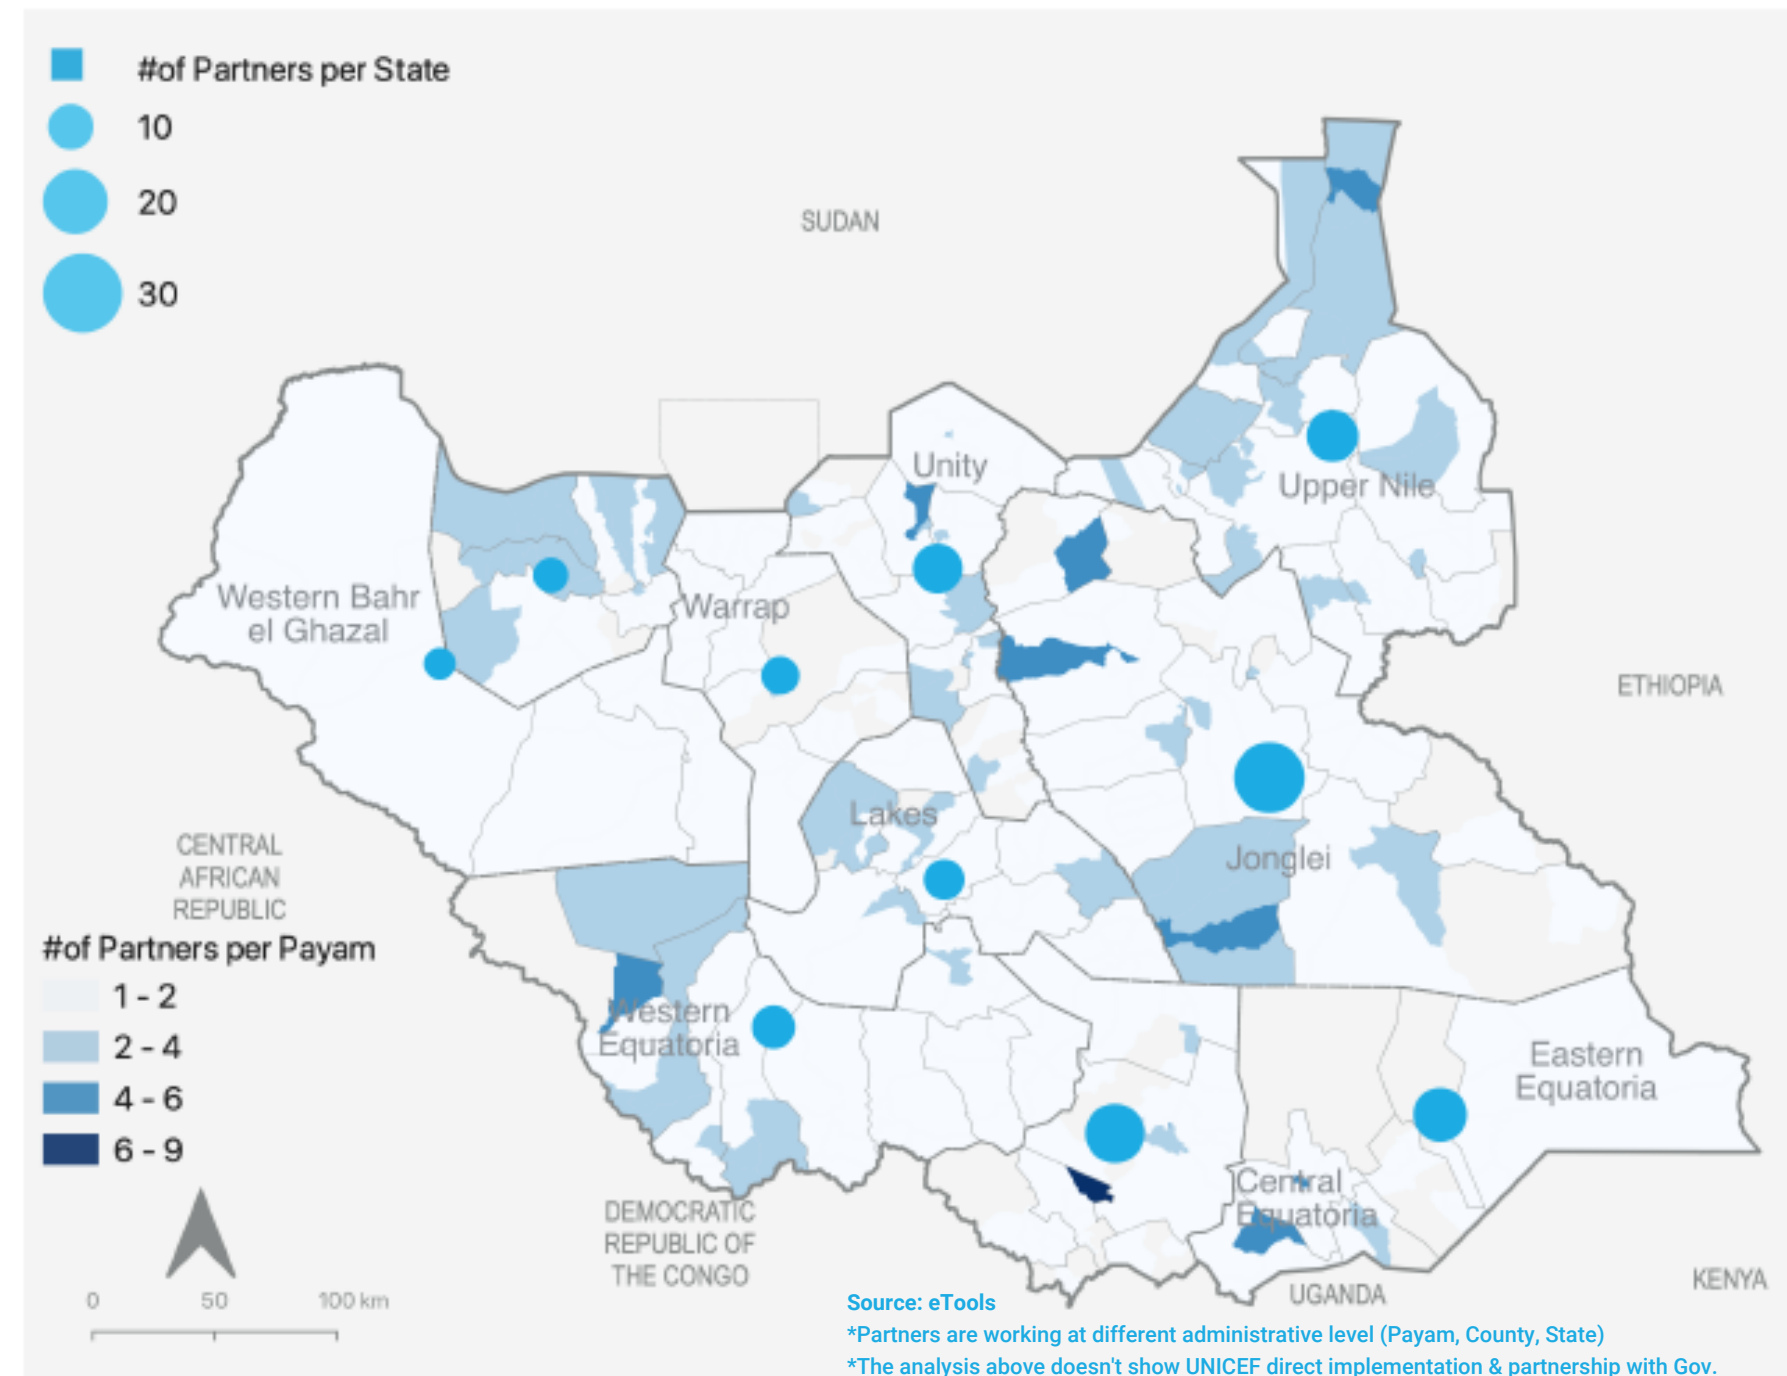 #of Partners per State
10
20
30
SUDAN
Unity
Upper Nile
Western Bahr
el Ghazal
Warrap
ETHIOPIA
Lakes
Jonglei
CENTRAL
AFRICAN
REPUBLIC
#of Partners per Payam
1 - 2
2 - 4
4 - 6
6 - 9
Western
Equatoria
Eastern
Equatoria
Central
Equatoria
DEMOCRATIC
REPUBLIC OF
THE CONGO
UGANDA
KENYA
0 50 100 km
Source: eTools
*Partners are working at different administrative level (Payam, County, State)
*The analysis above doesn't show UNICEF direct implementation & partnership with Gov.